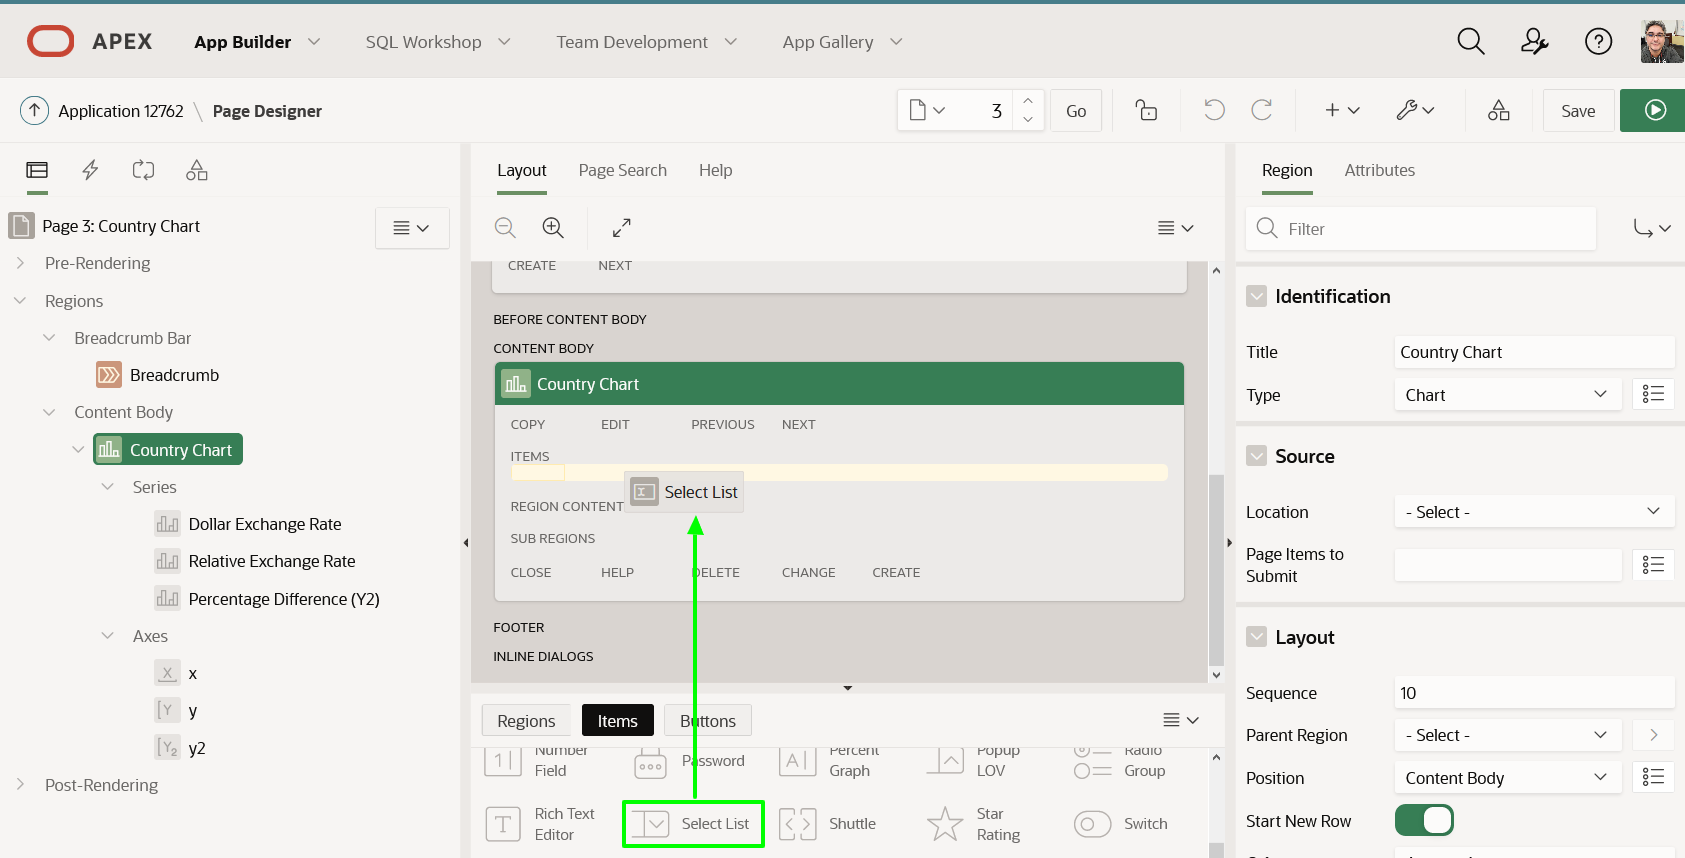 APEX
App Builder
SQL Workshop
Team Development
App Gallery
Application 12762
Page Designer
3
Go
Save
Layout
Page Search
Help
Region
Attributes
Page 3: Country Chart
Pre-Rendering
Regions
Breadcrumb Bar
Breadcrumb
Content Body
Country Chart
Series
Dollar Exchange Rate
Relative Exchange Rate
Percentage Difference (Y2)
Axes
x
y
y2
Post-Rendering
CREATE NEXT
BEFORE CONTENT BODY
CONTENT BODY
Country Chart
COPY EDIT PREVIOUS NEXT
ITEMS
Select List
REGION CONTENT
SUB REGIONS
CLOSE HELP DELETE CHANGE CREATE
FOOTER
INLINE DIALOGS
Regions Items Buttons
Number
Field
Password
Percent
Graph
Popup
LOV
Radio
Group
Rich Text
Editor
Select List
Shuttle
Star
Rating
Switch
Filter
Identification
Title Country Chart
Type Chart
Source
Location - Select -
Page Items to
Submit
Layout
Sequence 10
Parent Region - Select -
Position Content Body
Start New Row